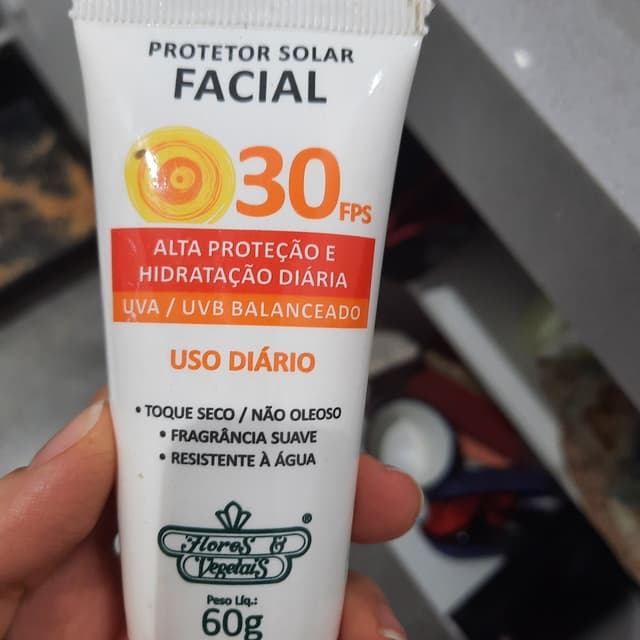 PROTETOR SOLAR
FACIAL
30 FPS
ALTA PROTEÇÃO E
HIDRATAÇÃO DIÁRIA
UVA / UVB BALANCEADO
USO DIÁRIO
• TOQUE SECO / NÃO OLEOSO
• FRAGRÂNCIA SUAVE
• RESISTENTE À ÁGUA
Flores & ®
Vegetais
Peso Líq.:
60g